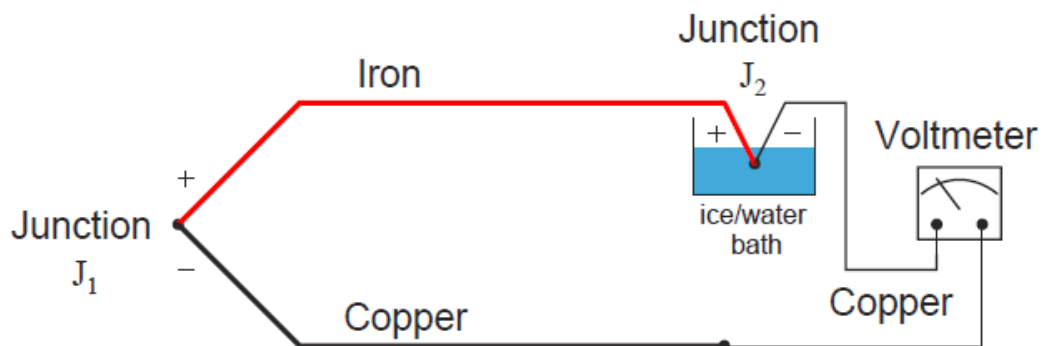 Junction
J₂
Iron
+ −
Voltmeter
+
Junction
J₁
−
ice/water
bath
Copper
Copper